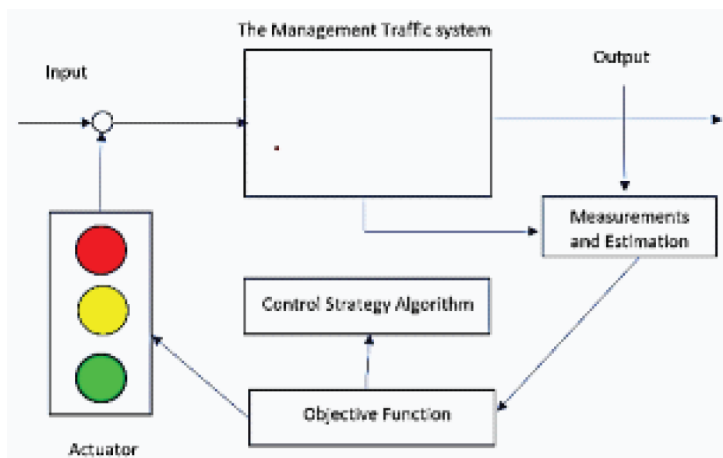 The Management Traffic system
Input
Output
Measurements
and Estimation
Control Strategy Algorithm
Objective Function
Actuator